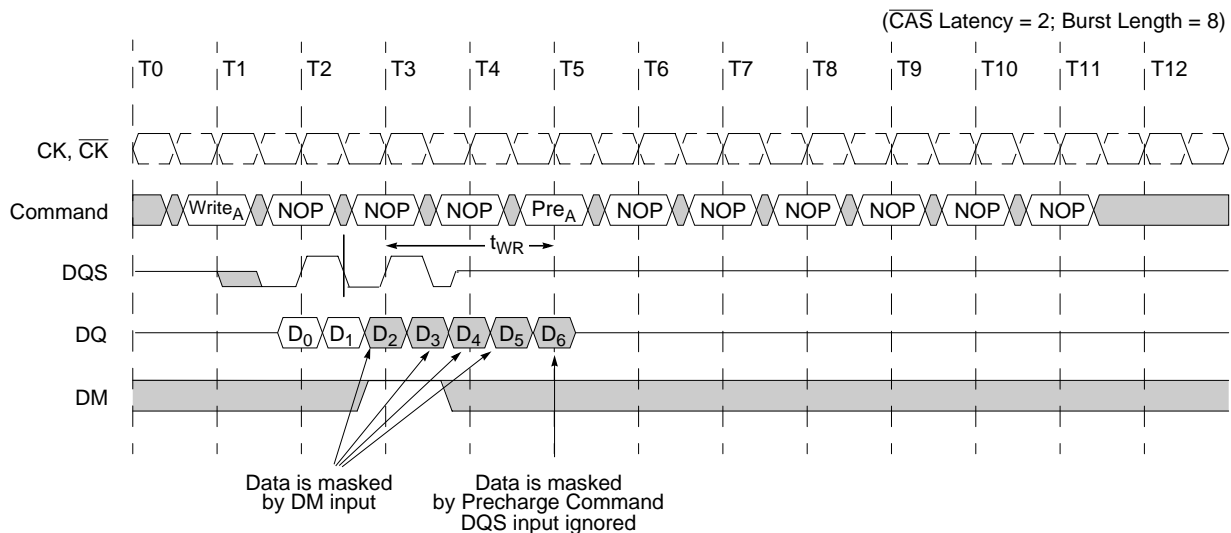 (CAS Latency = 2; Burst Length = 8)
T0 T1 T2 T3 T4 T5 T6 T7 T8 T9 T10 T11 T12
CK, CK
Command WriteA NOP NOP NOP PreA NOP NOP NOP NOP NOP NOP
tWR
DQS
DQ D0 D1 D2 D3 D4 D5 D6
DM
Data is masked
by DM input
Data is masked
by Precharge Command
DQS input ignored